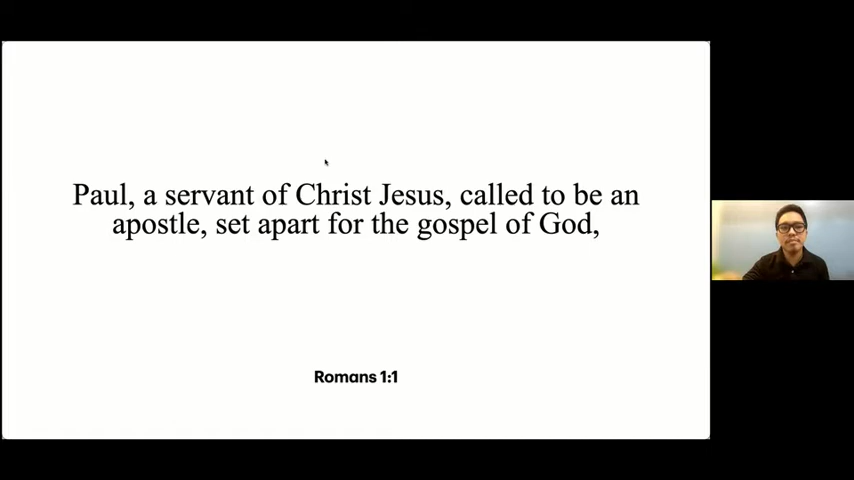 Paul, a servant of Christ Jesus, called to be an
apostle, set apart for the gospel of God,
Romans 1:1